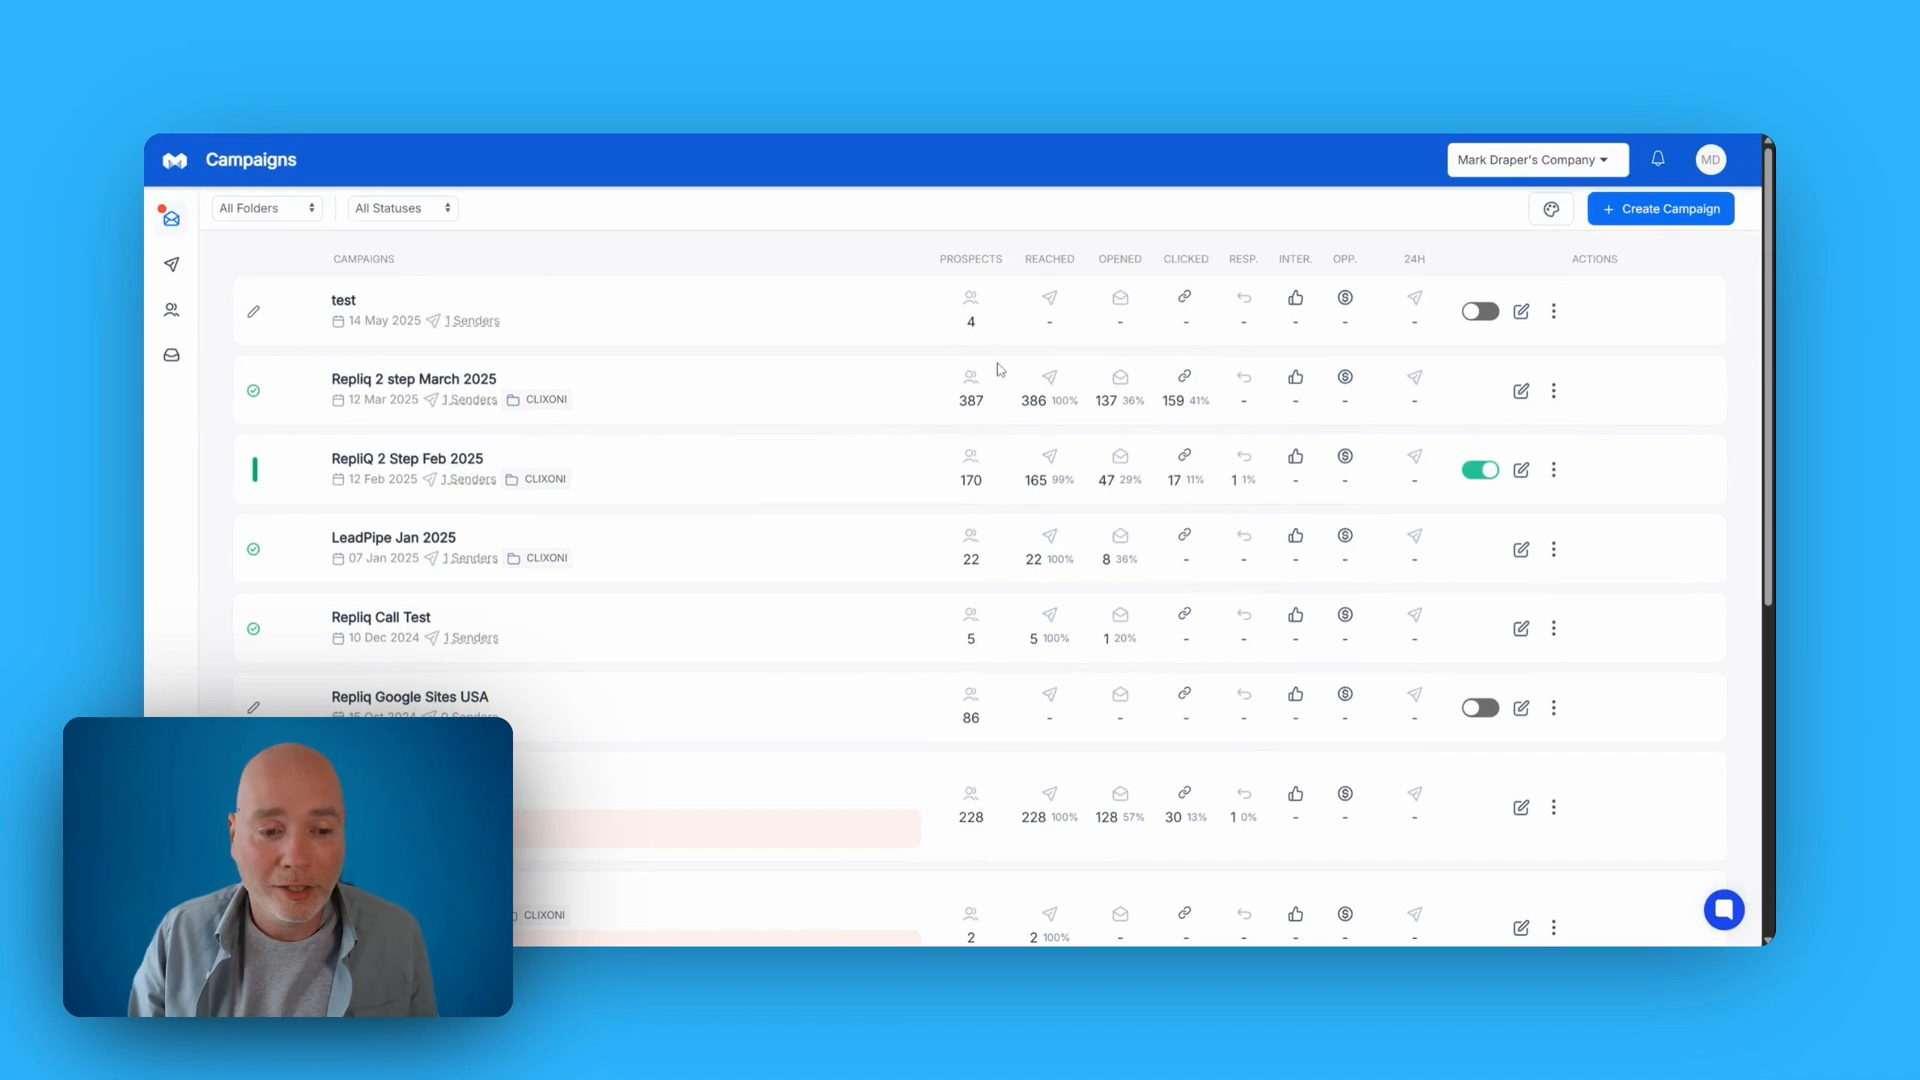 Campaigns
Mark Draper's Company
MD
All Folders
All Statuses
+ Create Campaign
CAMPAIGNS PROSPECTS REACHED OPENED CLICKED RESP. INTER. OPP. 24H ACTIONS
test
14 May 2025 1 Senders
4 - - - - - - -
Repliq 2 step March 2025
12 Mar 2025 1 Senders CLIXONI
387 386 100% 137 36% 159 41% - - - -
RepliQ 2 Step Feb 2025
12 Feb 2025 1 Senders CLIXONI
170 165 99% 47 29% 17 11% 1 1% - - -
LeadPipe Jan 2025
07 Jan 2025 1 Senders CLIXONI
22 22 100% 8 36% - - - - -
Repliq Call Test
10 Dec 2024 1 Senders
5 5 100% 1 20% - - - - -
Repliq Google Sites USA
15 Oct 2024 0 Senders
86 - - - - - - -
228 228 100% 128 57% 30 13% 1 0% - - -
CLIXONI
2 2 100% - - - - - -